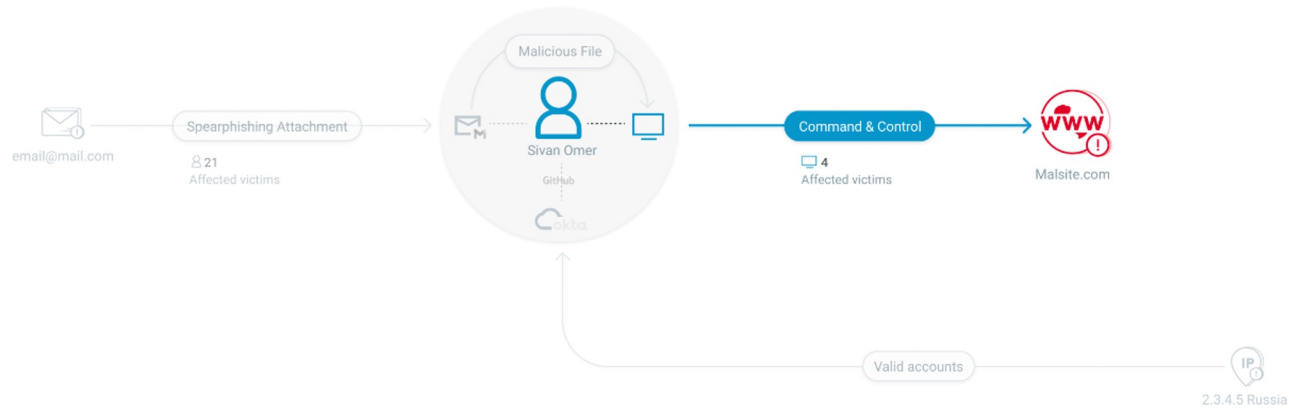 Malicious File
Spearphishing Attachment
email@mail.com
21
Affected victims
M
Sivan Omer
GitHub
okta
Command & Control
4
Affected victims
www
Malsite.com
Valid accounts
IP
2.3.4.5 Russia